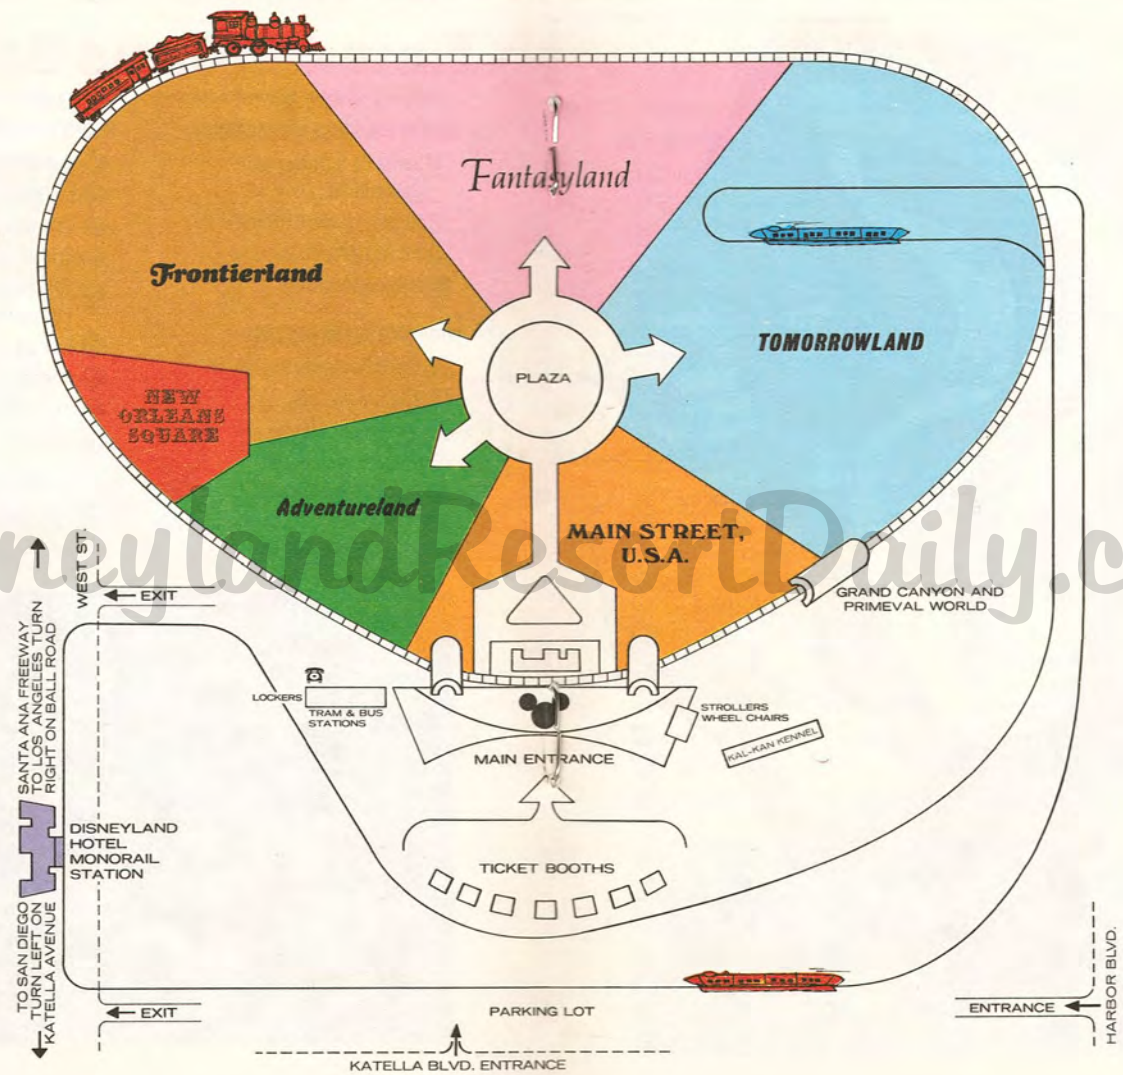 Fantasyland
Frontierland
TOMORROWLAND
PLAZA
NEW
ORLEANS
SQUARE
Adventureland
MAIN STREET,
U.S.A.
neylandResortDaily.c
GRAND CANYON AND
PRIMEVAL WORLD
WEST ST.
EXIT
SANTA ANA FREEWAY
TO LOS ANGELES TURN
RIGHT ON BALL ROAD
LOCKERS
TRAM & BUS
STATIONS
STROLLERS
WHEEL CHAIRS
KAL-KAN KENNEL
MAIN ENTRANCE
DISNEYLAND
HOTEL
MONORAIL
STATION
TICKET BOOTHS
TO SAN DIEGO
TURN LEFT ON
KATELLA AVENUE
EXIT
PARKING LOT
ENTRANCE
HARBOR BLVD.
KATELLA BLVD. ENTRANCE